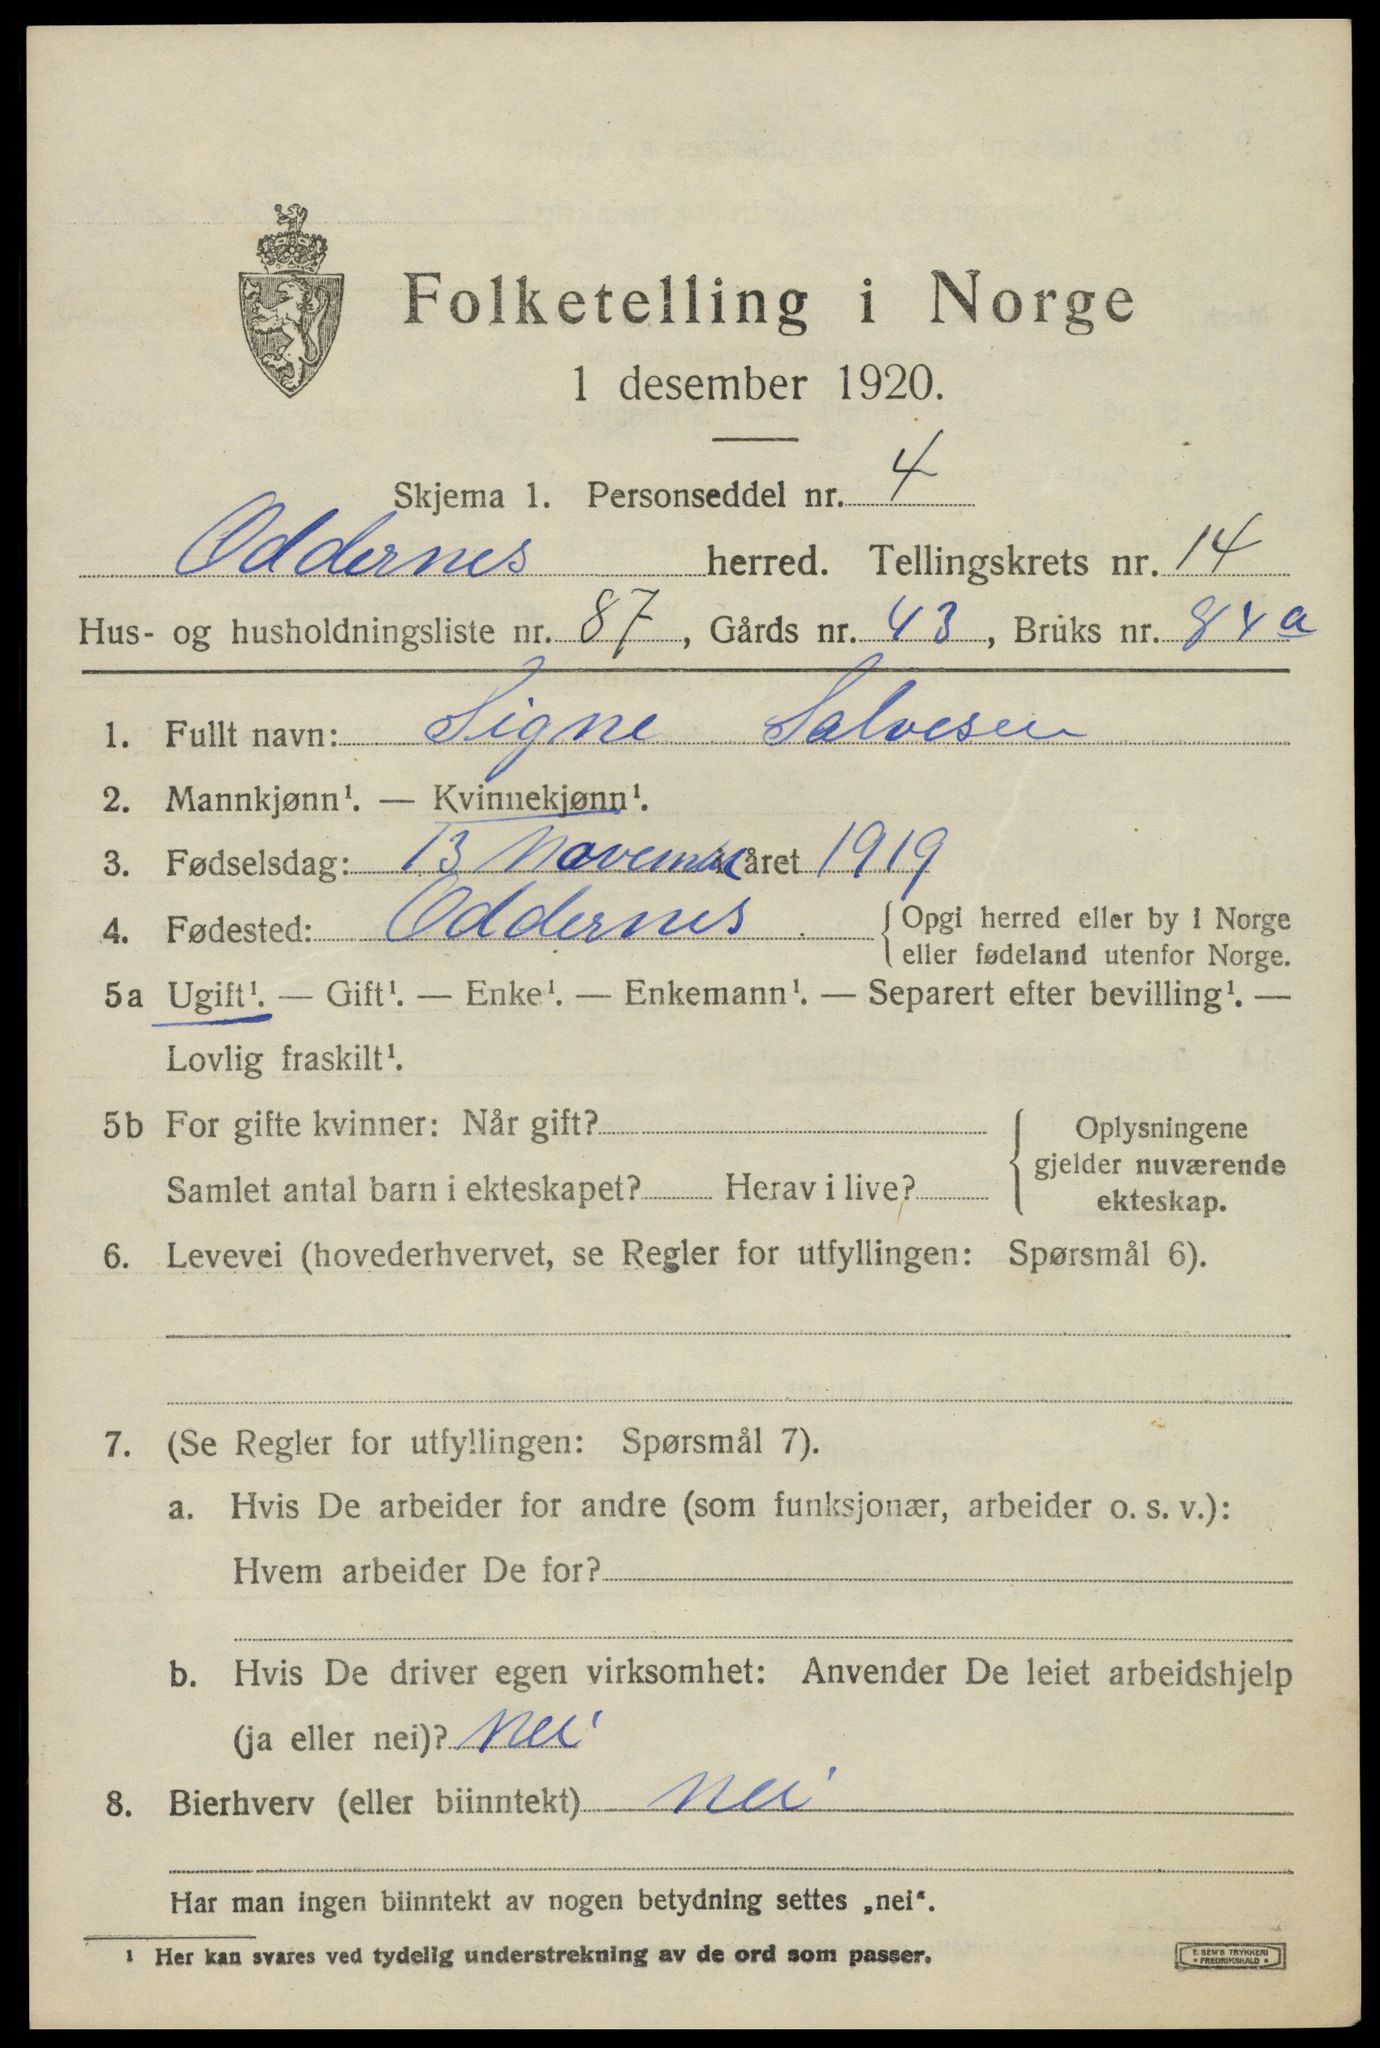 Folketelling i Norge
1 desember 1920.
Skjema 1. Personseddel nr. 4
Oddernes herred. Tellingskrets nr. 14
Hus- og husholdningsliste nr. 87, Gårds nr. 43, Bruks nr. 84a
1. Fullt navn: Signe Salvesen
2. Mannkjønn¹. — Kvinnekjønn¹.
3. Fødselsdag: 13 November året 1919
4. Fødested: Oddernes { Opgi herred eller by i Norge
eller fødeland utenfor Norge.
5a Ugift¹. — Gift¹. — Enke¹. — Enkemann¹. — Separert efter bevilling¹. —
Lovlig fraskilt¹.
5b For gifte kvinner: Når gift?
Samlet antal barn i ekteskapet? Herav i live?
Oplysningene
gjelder nuværende
ekteskap.
6. Levevei (hovederhvervet, se Regler for utfyllingen: Spørsmål 6).
7. (Se Regler for utfyllingen: Spørsmål 7).
a. Hvis De arbeider for andre (som funksjonær, arbeider o. s. v.):
Hvem arbeider De for?
b. Hvis De driver egen virksomhet: Anvender De leiet arbeidshjelp
(ja eller nei)? nei
8. Bierhverv (eller biinntekt) nei
Har man ingen biinntekt av nogen betydning settes „nei“.
¹ Her kan svares ved tydelig understrekning av de ord som passer.
E. SEM'S TRYKKERI
• FREDRIKSHALD •